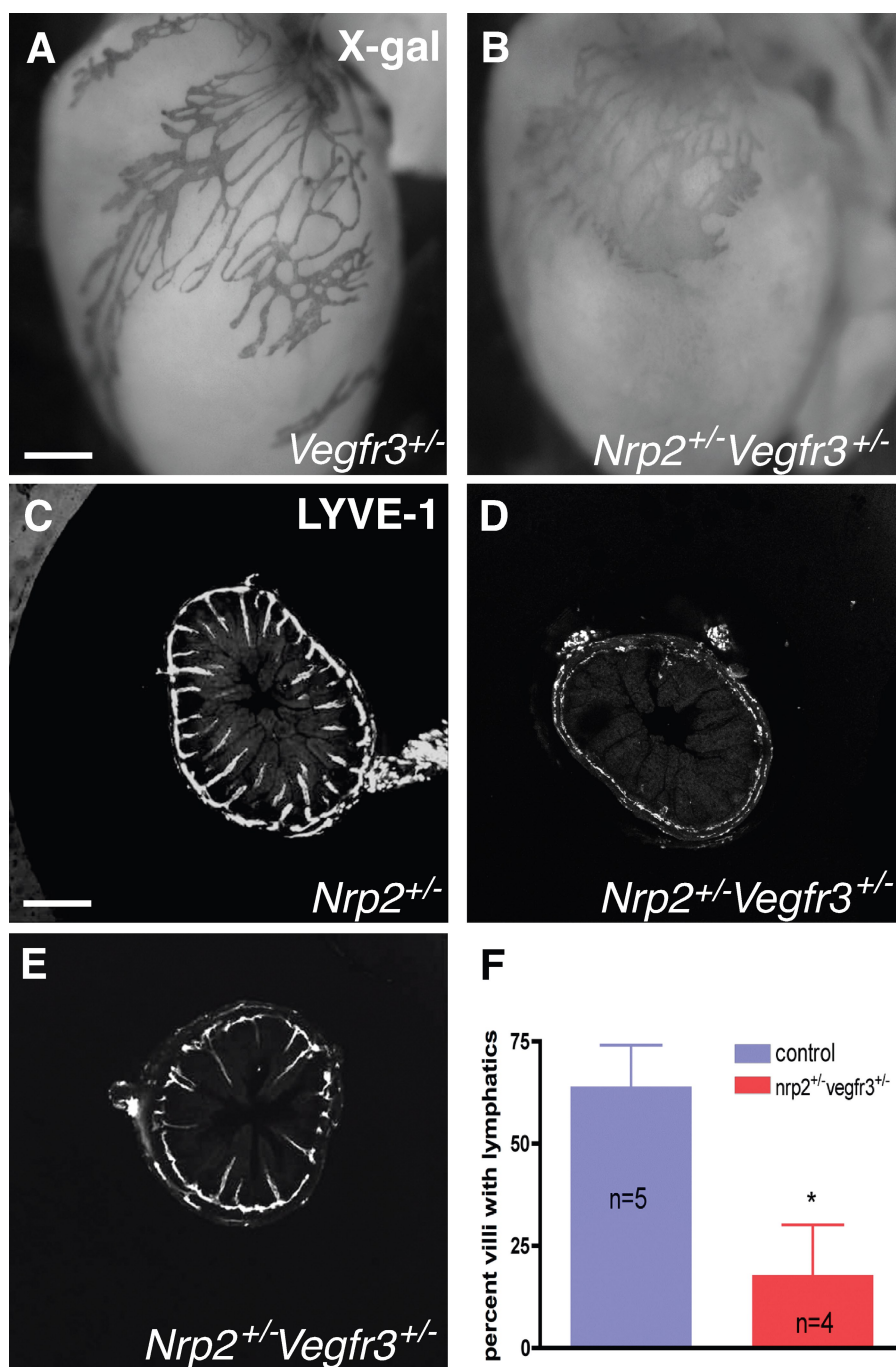 A
X-gal
Vegfr3+/-
B
Nrp2+/-Vegfr3+/-
C
LYVE-1
Nrp2+/-
D
Nrp2+/-Vegfr3+/-
E
Nrp2+/-Vegfr3+/-
F
percent villi with lymphatics
75
50
25
0
control
nrp2+/-vegfr3+/-
n=5
*
n=4